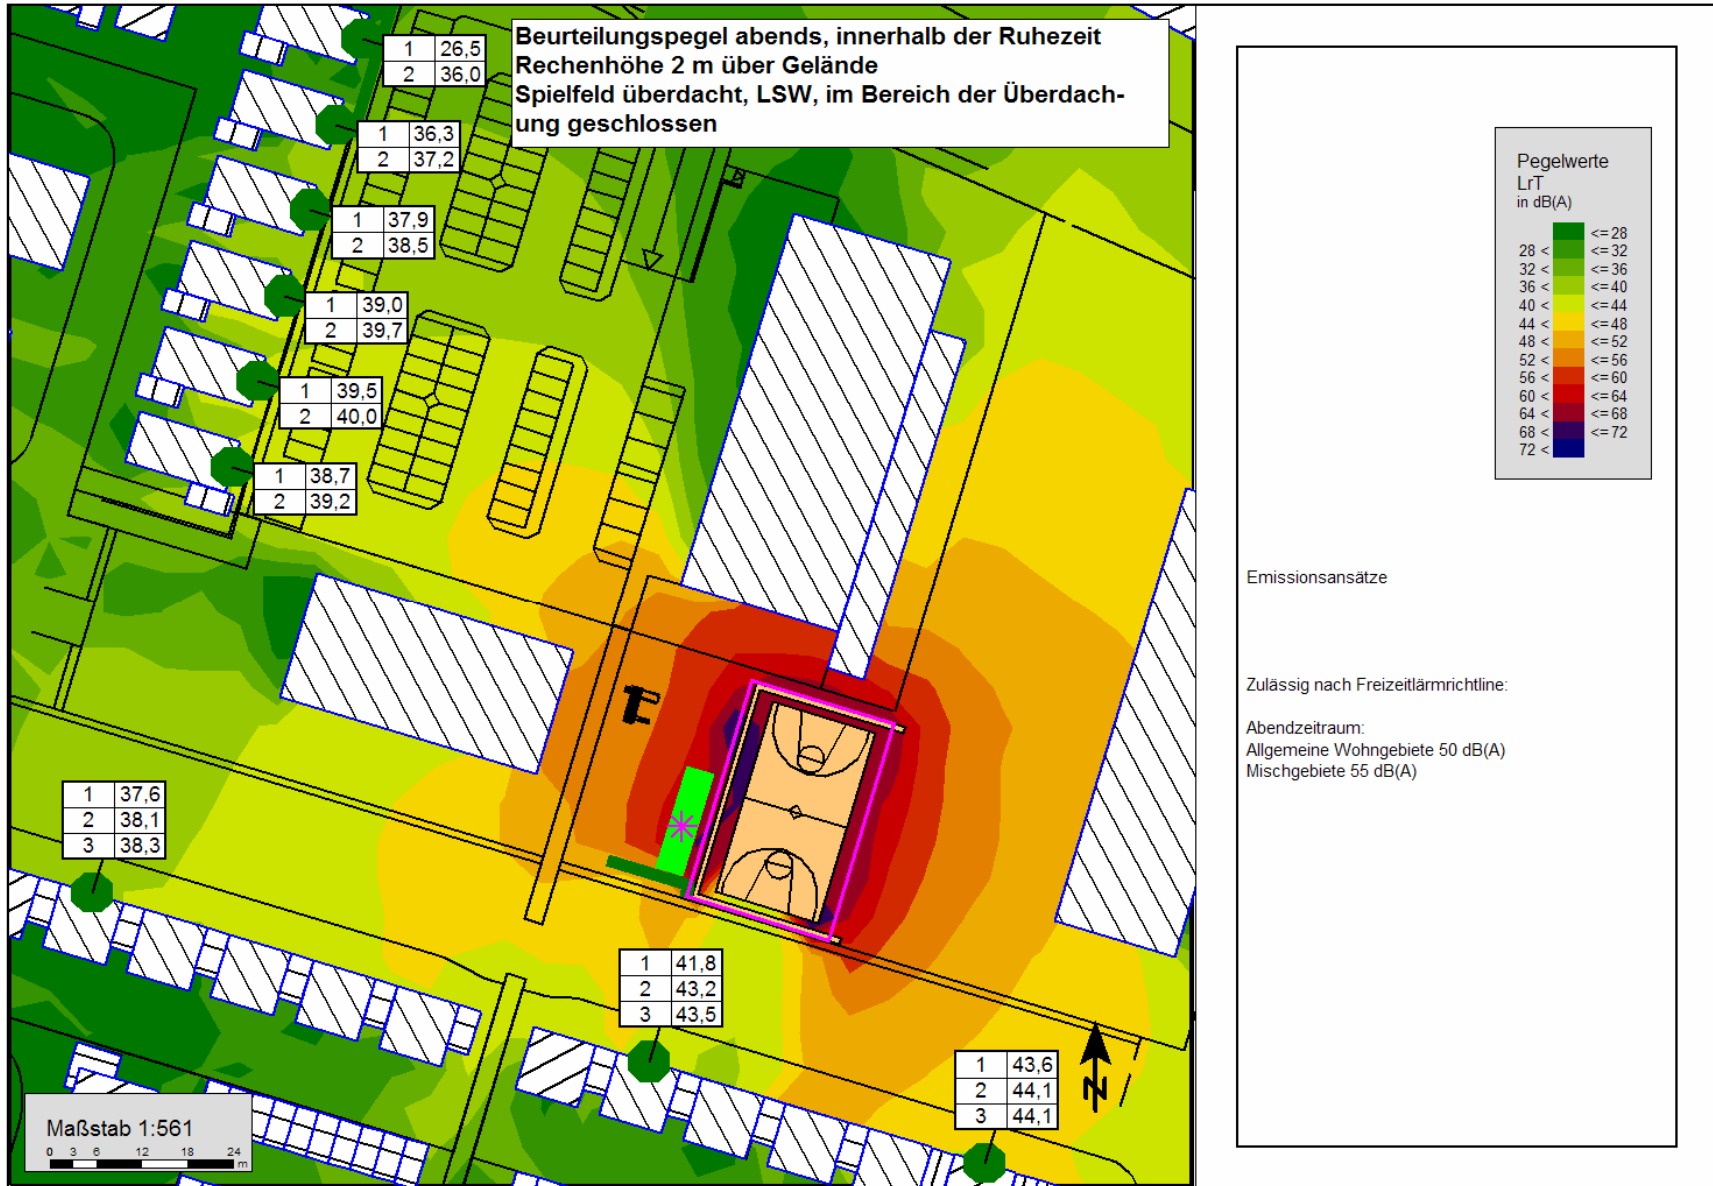 Beurteilungspegel abends, innerhalb der Ruhezeit
Rechenhöhe 2 m über Gelände
Spielfeld überdacht, LSW, im Bereich der Überdach-
ung geschlossen
1 26,5
2 36,0
1 36,3
2 37,2
1 37,9
2 38,5
1 39,0
2 39,7
1 39,5
2 40,0
1 38,7
2 39,2
1 37,6
2 38,1
3 38,3
1 41,8
2 43,2
3 43,5
1 43,6
2 44,1
3 44,1
N
Maßstab 1:561
0 3 6 12 18 24
m
Pegelwerte
LrT
in dB(A)
<= 28
28 < <= 32
32 < <= 36
36 < <= 40
40 < <= 44
44 < <= 48
48 < <= 52
52 < <= 56
56 < <= 60
60 < <= 64
64 < <= 68
68 < <= 72
72 <
Emissionsansätze
Zulässig nach Freizeitlärmrichtline:
Abendzeitraum:
Allgemeine Wohngebiete 50 dB(A)
Mischgebiete 55 dB(A)